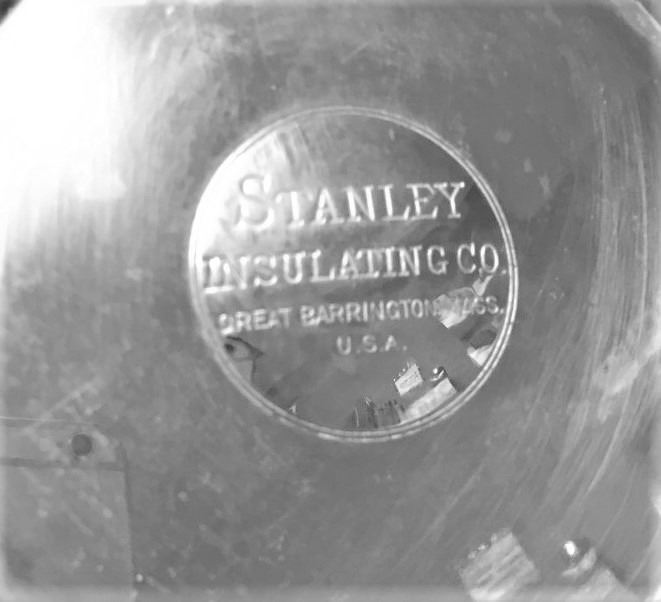 STANLEY
INSULATING CO.
GREAT BARRINGTON, MASS.
U.S.A.